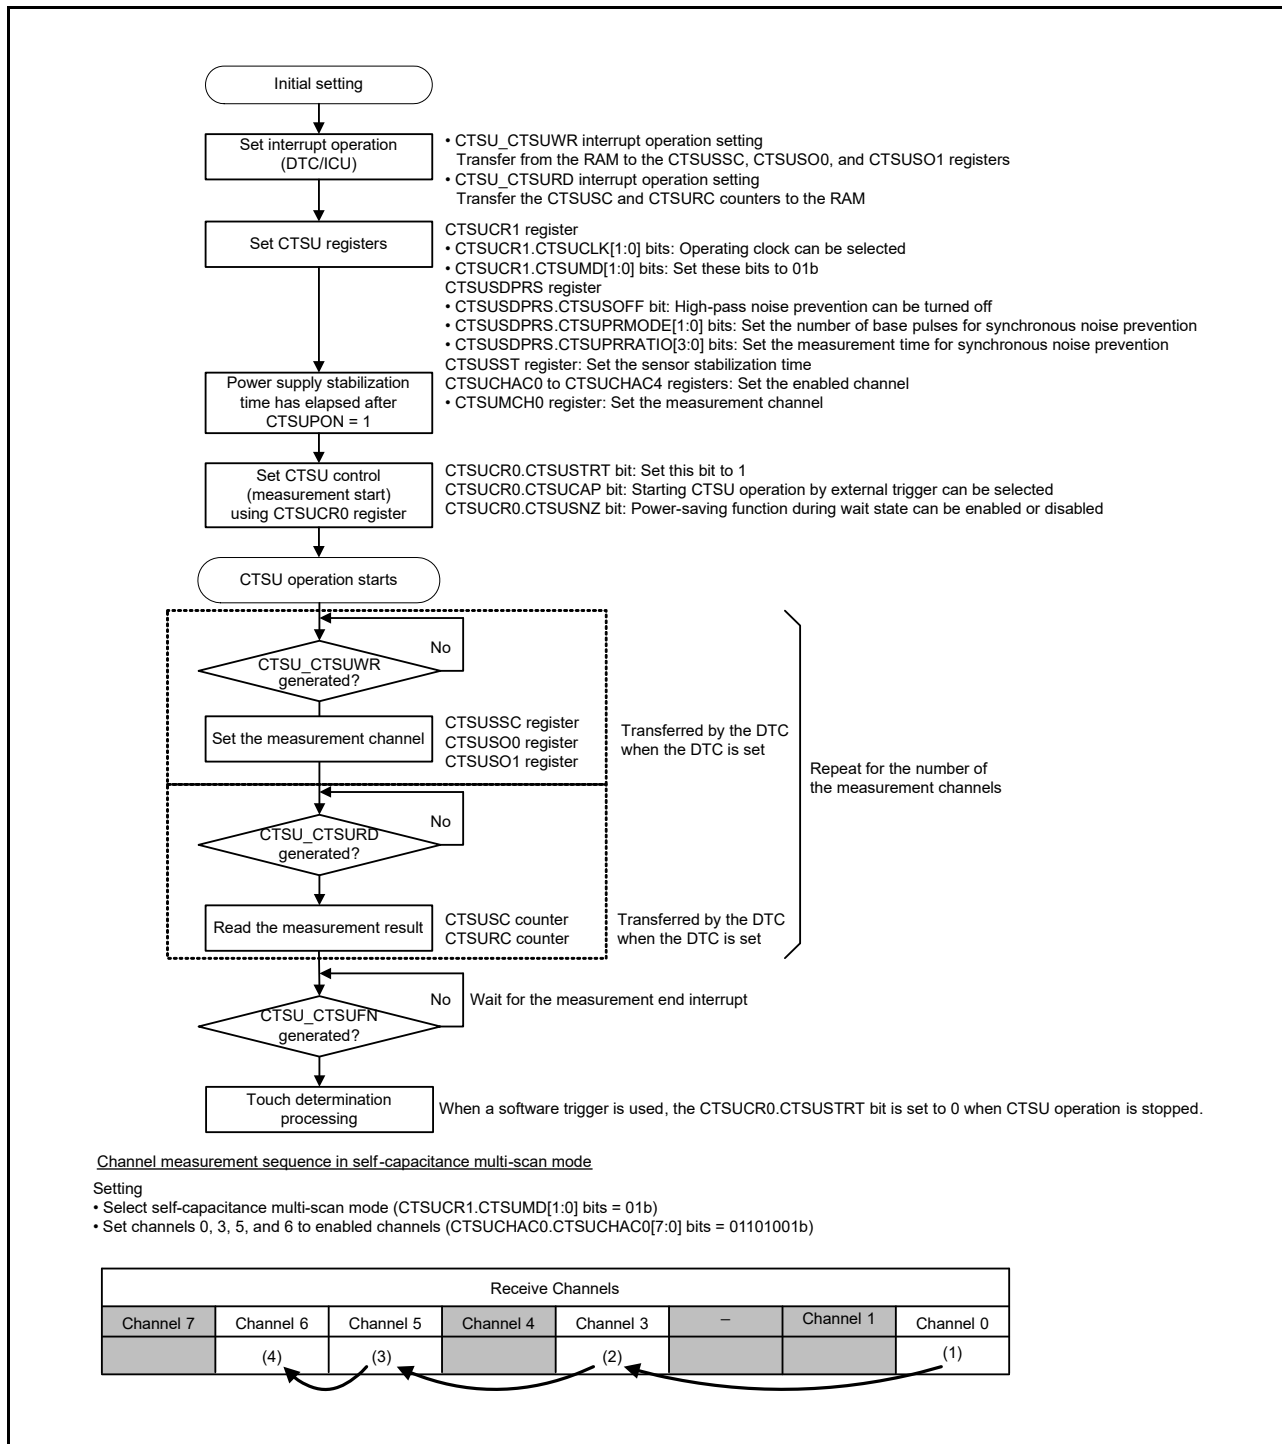 Initial setting
Set interrupt operation
(DTC/ICU)
• CTSU_CTSUWR interrupt operation setting
Transfer from the RAM to the CTSUSSC, CTSUSO0, and CTSUSO1 registers
• CTSU_CTSURD interrupt operation setting
Transfer the CTSUSC and CTSURC counters to the RAM
Set CTSU registers
CTSUCR1 register
• CTSUCR1.CTSUCLK[1:0] bits: Operating clock can be selected
• CTSUCR1.CTSUMD[1:0] bits: Set these bits to 01b
CTSUSDPRS register
• CTSUSDPRS.CTSUSOFF bit: High-pass noise prevention can be turned off
• CTSUSDPRS.CTSUPRMODE[1:0] bits: Set the number of base pulses for synchronous noise prevention
• CTSUSDPRS.CTSUPRRATIO[3:0] bits: Set the measurement time for synchronous noise prevention
CTSUSST register: Set the sensor stabilization time
CTSUCHAC0 to CTSUCHAC4 registers: Set the enabled channel
• CTSUMCH0 register: Set the measurement channel
Power supply stabilization
time has elapsed after
CTSUPON = 1
Set CTSU control
(measurement start)
using CTSUCR0 register
CTSUCR0.CTSUSTRT bit: Set this bit to 1
CTSUCR0.CTSUCAP bit: Starting CTSU operation by external trigger can be selected
CTSUCR0.CTSUSNZ bit: Power-saving function during wait state can be enabled or disabled
CTSU operation starts
No
CTSU_CTSUWR
generated?
Set the measurement channel
CTSUSSC register
CTSUSO0 register
CTSUSO1 register
Transferred by the DTC
when the DTC is set
Repeat for the number of
the measurement channels
No
CTSU_CTSURD
generated?
Read the measurement result
CTSUSC counter
CTSURC counter
Transferred by the DTC
when the DTC is set
No
Wait for the measurement end interrupt
CTSU_CTSUFN
generated?
Touch determination
processing
When a software trigger is used, the CTSUCR0.CTSUSTRT bit is set to 0 when CTSU operation is stopped.
Channel measurement sequence in self-capacitance multi-scan mode
Setting
• Select self-capacitance multi-scan mode (CTSUCR1.CTSUMD[1:0] bits = 01b)
• Set channels 0, 3, 5, and 6 to enabled channels (CTSUCHAC0.CTSUCHAC0[7:0] bits = 01101001b)
Receive Channels
Channel 7 Channel 6 Channel 5 Channel 4 Channel 3 – Channel 1 Channel 0
(4) (3) (2) (1)